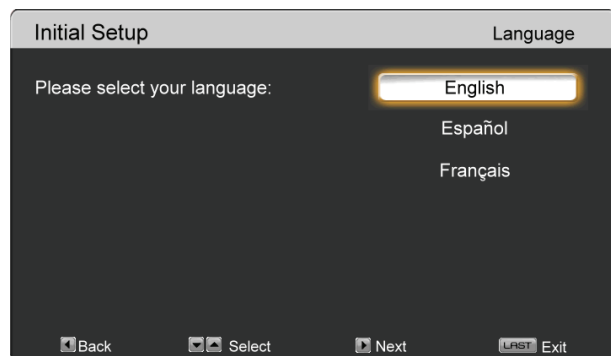 Initial Setup Language
Please select your language: English
Español
Français
Back Select Next LAST Exit